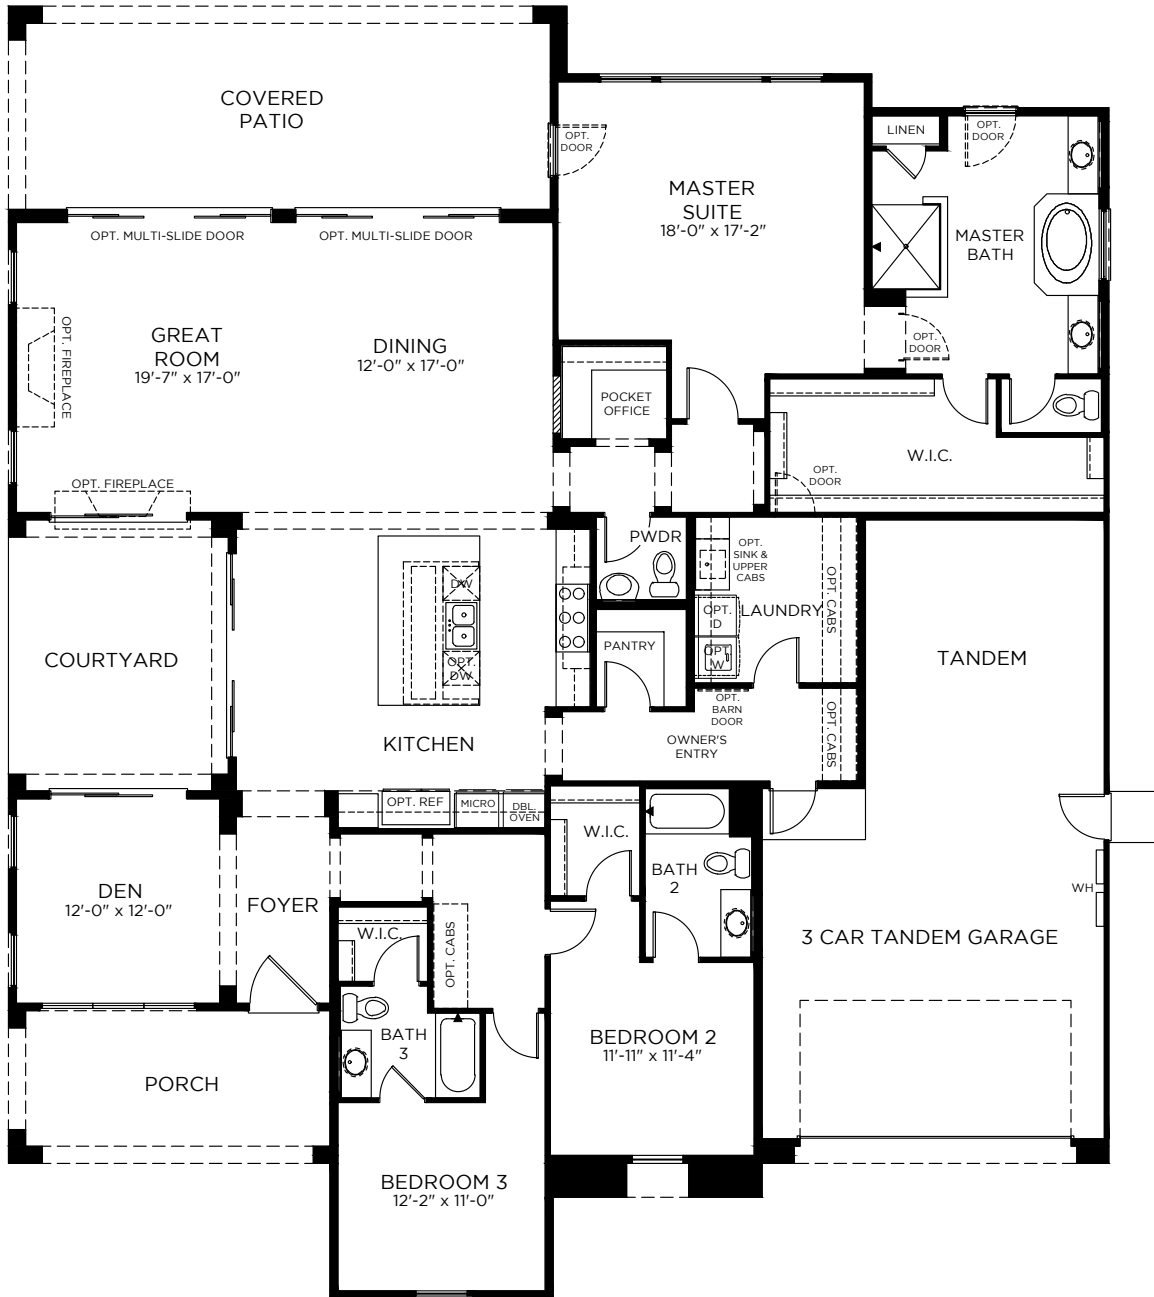 COVERED
PATIO
OPT.
DOOR
MASTER
SUITE
18'-0" x 17'-2"
LINEN
OPT.
DOOR
MASTER
BATH
OPT. MULTI-SLIDE DOOR
OPT. MULTI-SLIDE DOOR
OPT. FIREPLACE
GREAT
ROOM
19'-7" x 17'-0"
DINING
12'-0" x 17'-0"
OPT.
DOOR
POCKET
OFFICE
W.I.C.
OPT.
DOOR
OPT. FIREPLACE
PWDR
OPT.
SINK &
UPPER
CABS
OPT. CABS
DW
OPT.
D
LAUNDRY
OPT.
W
COURTYARD
OPT.
DW
PANTRY
TANDEM
OPT.
BARN
DOOR
OPT. CABS
KITCHEN
OWNER'S
ENTRY
OPT. REF
MICRO
DBL.
OVEN
W.I.C.
BATH
2
DEN
12'-0" x 12'-0"
FOYER
WH
W.I.C.
OPT. CABS
3 CAR TANDEM GARAGE
BATH
3
BEDROOM 2
11'-11" x 11'-4"
PORCH
BEDROOM 3
12'-2" x 11'-0"